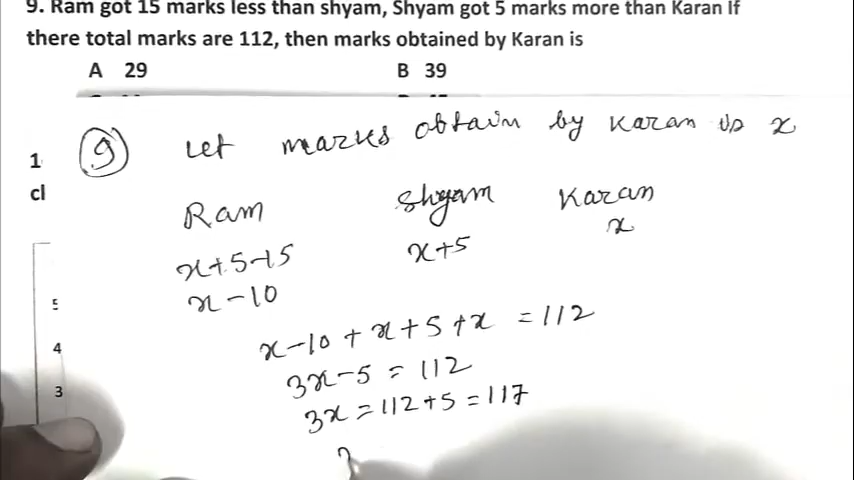 9. Ram got 15 marks less than shyam, Shyam got 5 marks more than Karan If
there total marks are 112, then marks obtained by Karan is
A 29 B 39
1 9 Let marks obtain by Karan is x
cl
Ram Shyam Karan
x+5-15 x+5 x
x-10
5
x-10+x+5+x =112
4
3x-5 = 112
3
3x = 112+5 = 117